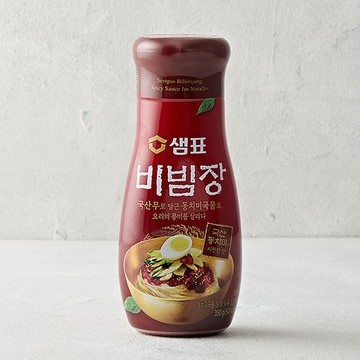 Sempio Bibimjang
Spicy Sauce for Noodles
샘표
비빔장
국산무로 담근 동치미국물로
요리의 풍미를 살리다
국산
동치미